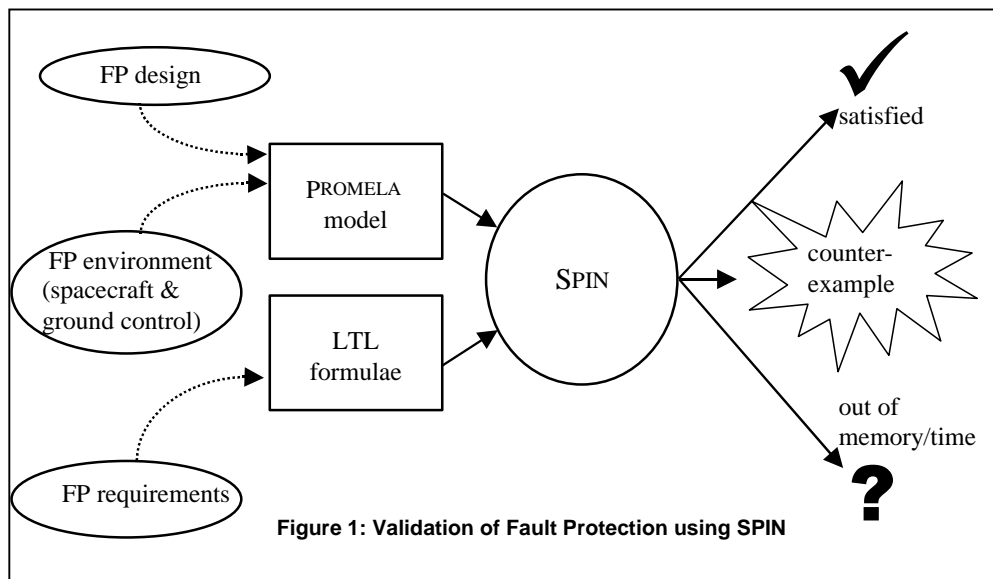 FP design
FP environment
(spacecraft &
ground control)
FP requirements
PROMELA
model
LTL
formulae
SPIN
satisfied
counter-
example
out of
memory/time
?
Figure 1: Validation of Fault Protection using SPIN